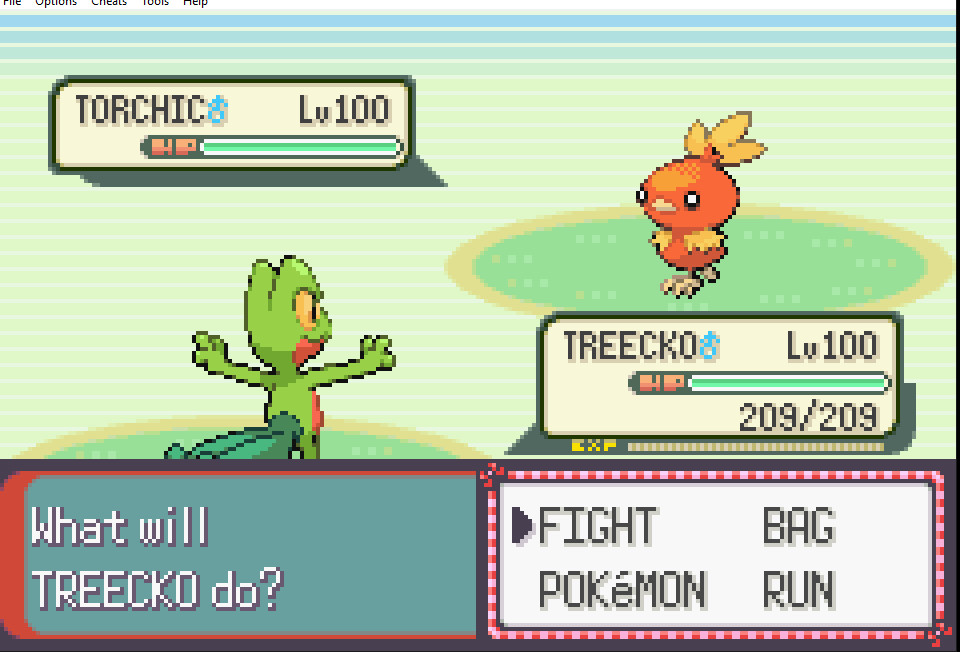 File Options Cheats Tools Help
TORCHIC♂ Lv100
HP
TREECKO♂ Lv100
HP
209/209
EXP
What will
TREECKO do?
▶FIGHT BAG
POKéMON RUN